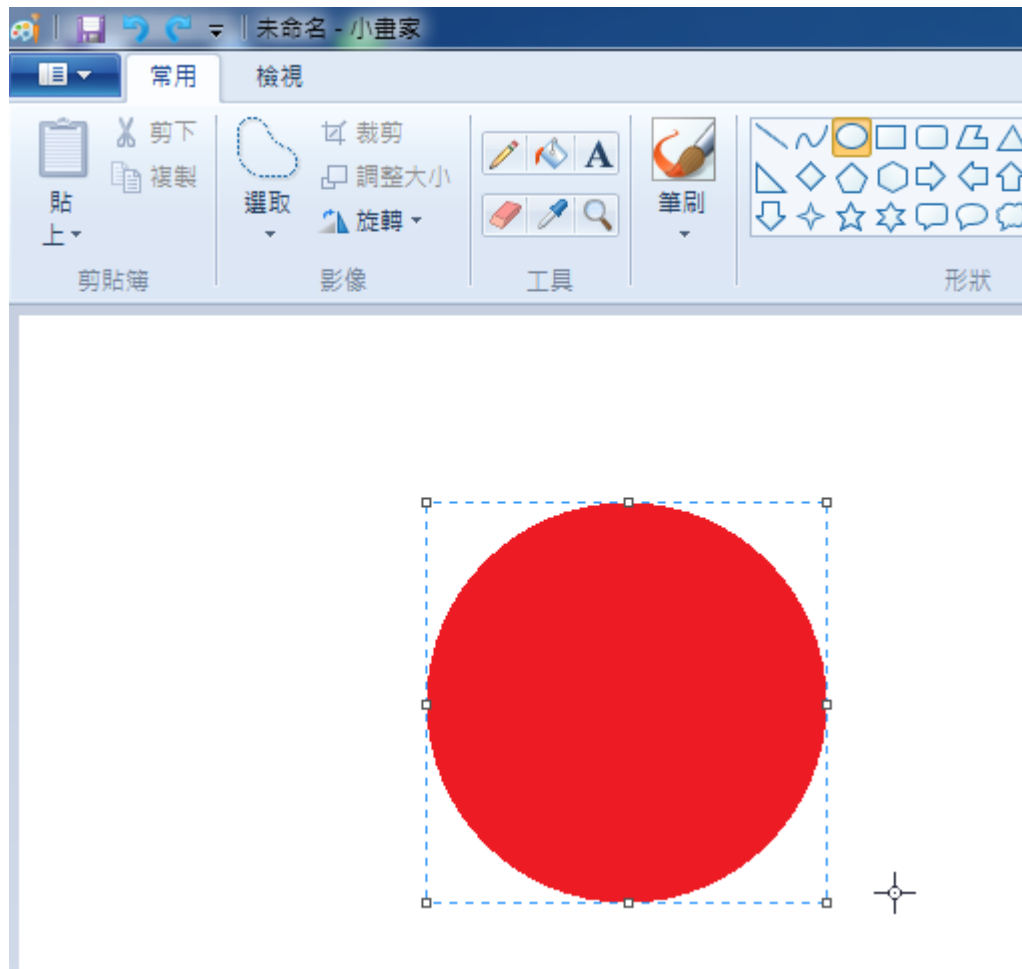 未命名 - 小畫家
常用 檢視
剪下 裁剪
複製 調整大小
貼上 選取 旋轉 筆刷
剪貼簿 影像 工具 形狀